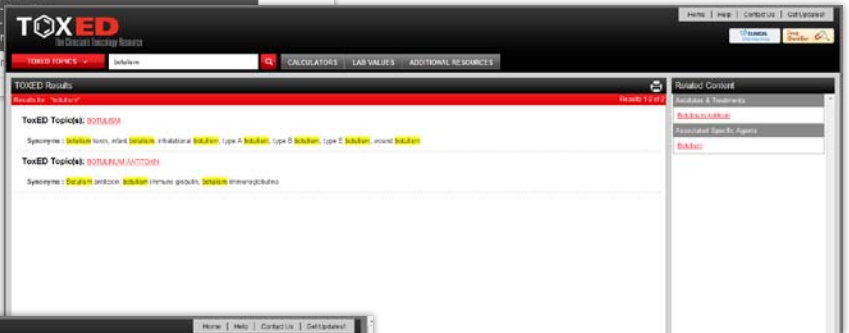 Home | Help | Contact Us | Get Updates!
TOXED
The Clinician's Toxicology Resource
CLINICAL
TOXED TOPICS botulism CALCULATORS LAB VALUES ADDITIONAL RESOURCES
TOXED Results
Results for "botulism" Results 1-2 of 2
ToxED Topic(s): BOTULISM
Synonyms : botulism toxin, infant botulism, inhalational botulism, type A botulism, type B botulism, type E botulism, wound botulism
ToxED Topic(s): BOTULINUM ANTITOXIN
Synonyms : Botulism antitoxin, botulism immune globulin, botulism immunoglobulins
Related Content
Antidotes & Treatments
Botulinum Antitoxin
Associated Specific Agents
Botulism
Home | Help | Contact Us | Get Updates!